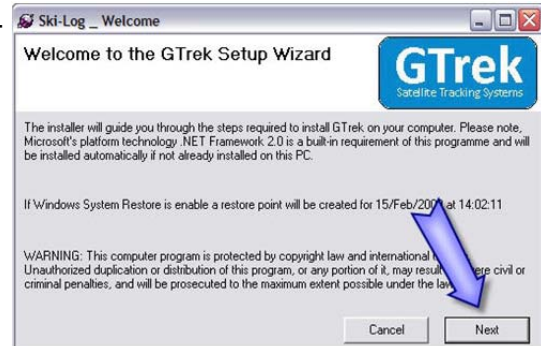 Ski-Log _ Welcome
Welcome to the GTrek Setup Wizard
GTrek
Satellite Tracking Systems
The installer will guide you through the steps required to install GTrek on your computer. Please note,
Microsoft's platform technology .NET Framework 2.0 is a built-in requirement of this programme and will
be installed automatically if not already installed on this PC.
If Windows System Restore is enable a restore point will be created for at 14:02:11
WARNING: This computer program is protected by copyright law and international
Unauthorized duplication or distribution of this program, or any portion of it, may result civil or
criminal penalties, and will be prosecuted to the maximum extent possible under the
Cancel
Next